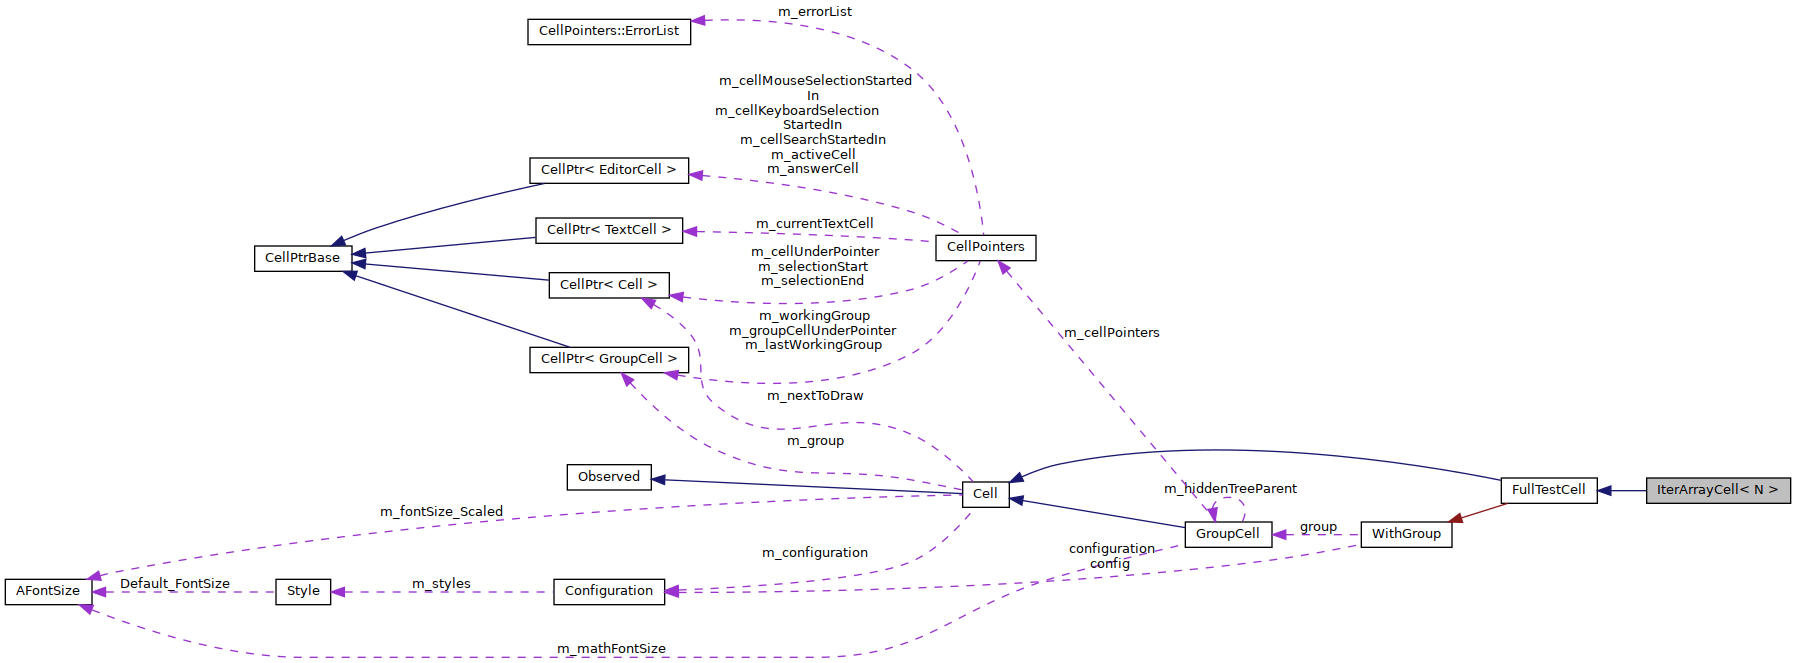 m_errorList
CellPointers::ErrorList
m_cellMouseSelectionStarted
In
m_cellKeyboardSelection
StartedIn
m_cellSearchStartedIn
m_activeCell
m_answerCell
CellPtr< EditorCell >
m_currentTextCell
CellPtr< TextCell >
CellPointers
CellPtrBase
m_cellUnderPointer
m_selectionStart
m_selectionEnd
CellPtr< Cell >
m_workingGroup
m_groupCellUnderPointer
m_lastWorkingGroup
m_cellPointers
CellPtr< GroupCell >
m_nextToDraw
m_group
Observed
Cell
m_hiddenTreeParent
FullTestCell
IterArrayCell< N >
m_fontSize_Scaled
group
GroupCell
WithGroup
m_configuration
configuration
config
AFontSize
Default_FontSize
Style
m_styles
Configuration
m_mathFontSize